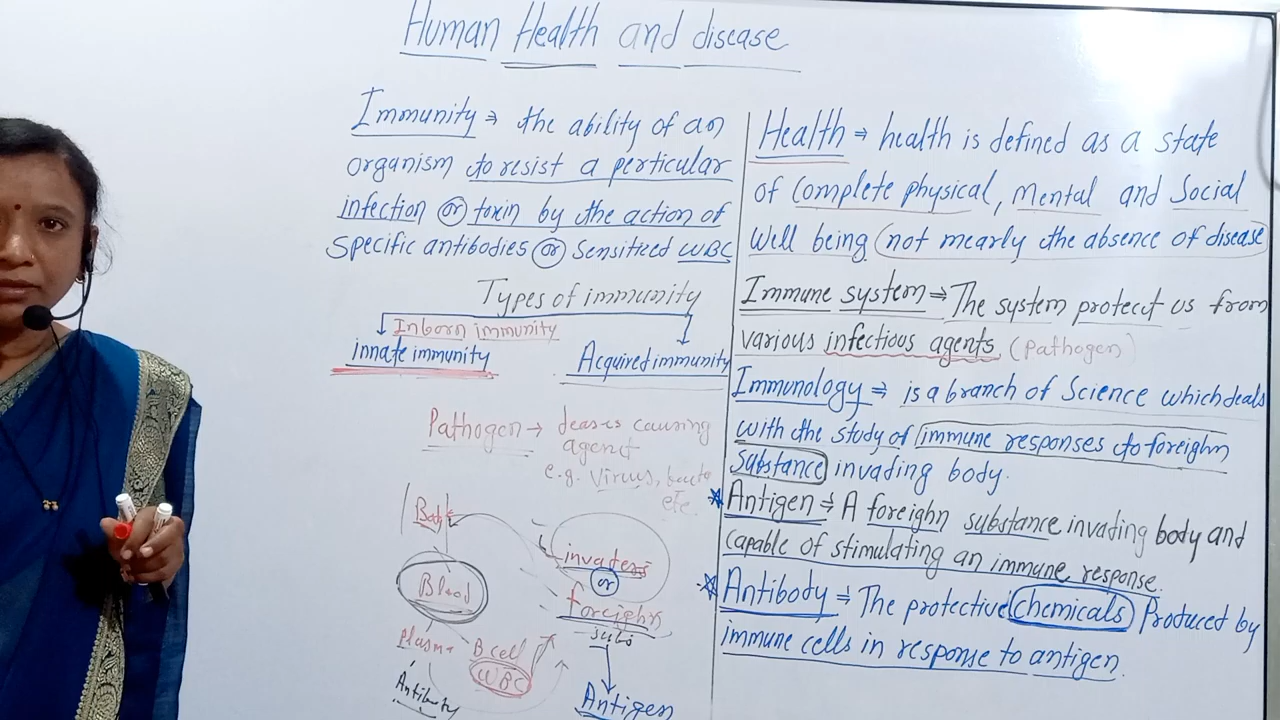 Human Health and disease
Immunity → the ability of an
organism to resist a perticular
infection or toxin by the action of
Specific antibodies or Sensitized WBC
Types of immunity
Inborn immunity
innate immunity
Acquired immunity
Pathogen → deases causing
agent
e.g. Virus, bacte
etc.
Body
Blood
Plasma
B cell
WBC
Antibody
invaders
or
foreighn
subs
Antigen
Health → health is defined as a state
of Complete physical, Mental and Social
Well being (not mearly the absence of disease)
Immune system → The system protect us from
various infectious agents (Pathogen)
Immunology → is a branch of Science which deals
with the study of immune responses to foreighn
Substance invading body.
* Antigen → A foreighn substance invading body and
capable of stimulating an immune response.
* Antibody → The protective chemicals Produced by
immune cells in response to antigen.